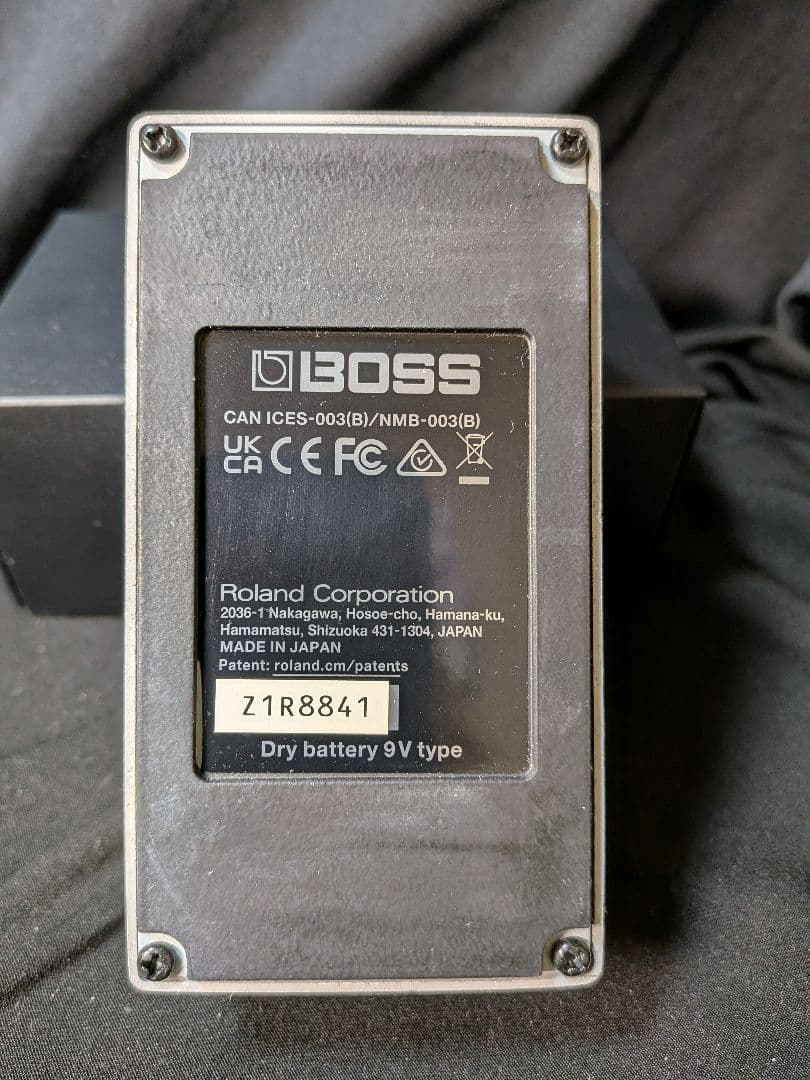 BOSS
CAN ICES-003(B)/NMB-003(B)
UK
CA CE FC
Roland Corporation
2036-1 Nakagawa, Hosoe-cho, Hamana-ku,
Hamamatsu, Shizuoka 431-1304, JAPAN
MADE IN JAPAN
Patent: roland.cm/patents
Z1R8841
Dry battery 9V type